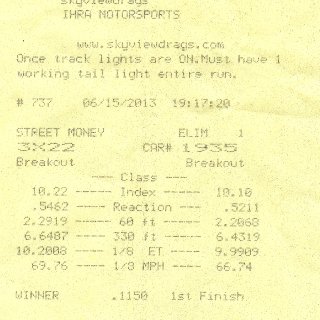 skyviewdrags
IHRA MOTORSPORTS
www.skyviewdrags.com
Once track lights are ON.Must have 1
working tail light entire run.
# 737 06/15/2013 19:17:20
STREET MONEY ELIM 1
3X22 CAR# 1935
Breakout Breakout
--- Class ---
10.22 ----- Index ----- 10.10
.5462 --- Reaction --- .5211
2.2919 ----- 60 ft ----- 2.2068
6.6407 ---- 330 ft ----- 6.4319
10.2008 ---- 1/8 ET ---- 9.9909
69.76 ---- 1/8 MPH ---- 66.74
WINNER .1150 1st Finish